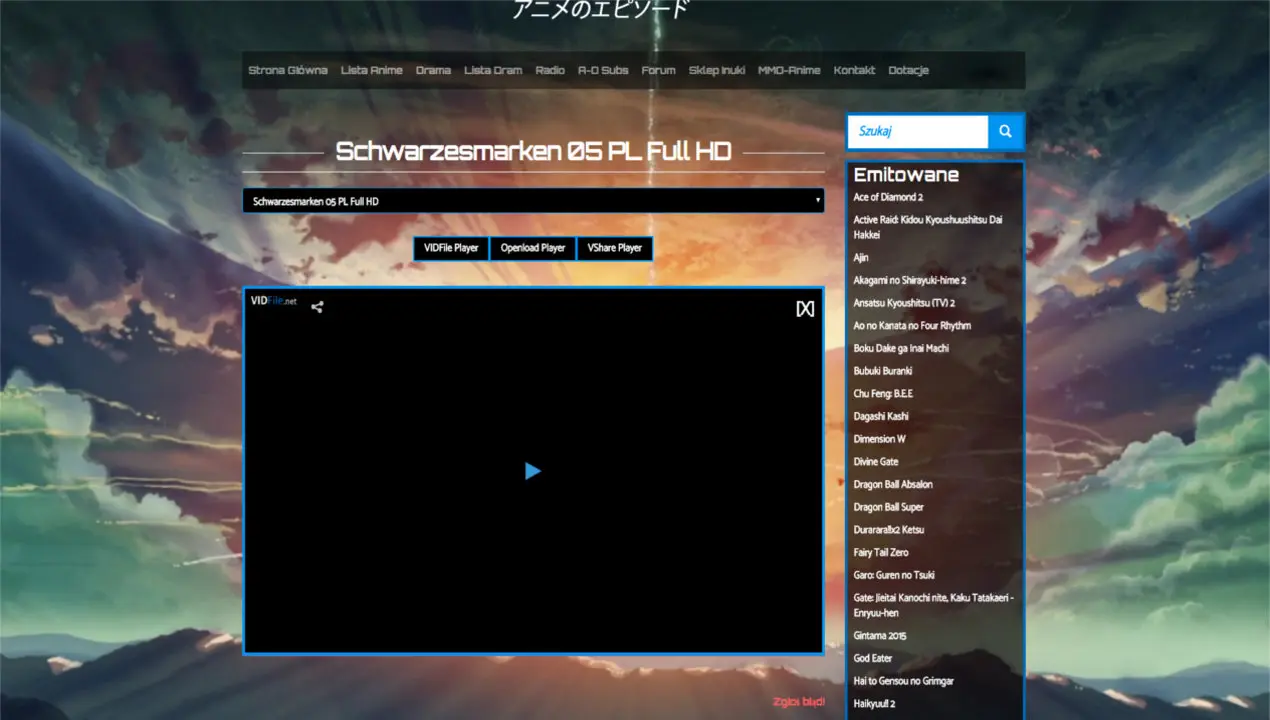 アニメのエピソード
Strona Główna Lista Anime Drama Lista Dram Radio A-D Subs Forum Sklep Inuki MMO-Anime Kontakt Dotacje
Schwarzesmarken 05 PL Full HD
Schwarzesmarken 05 PL Full HD
VIDFile Player Openload Player VShare Player
VIDFile.net
[X]
Zgłoś błąd!
Szukaj
Emitowane
Ace of Diamond 2
Active Raid: Kidou Kyoushuushitsu Dai
Hakkei
Ajin
Akagami no Shirayuki-hime 2
Ansatsu Kyoushitsu (TV) 2
Ao no Kanata no Four Rhythm
Boku Dake ga Inai Machi
Bubuki Buranki
Chu Feng: B.E.E
Dagashi Kashi
Dimension W
Divine Gate
Dragon Ball Absalon
Dragon Ball Super
Durarara!!x2 Ketsu
Fairy Tail Zero
Garo: Guren no Tsuki
Gate: Jieitai Kanochi nite, Kaku Tatakaeri -
Enryuu-hen
Gintama 2015
God Eater
Hai to Gensou no Grimgar
Haikyuu!! 2